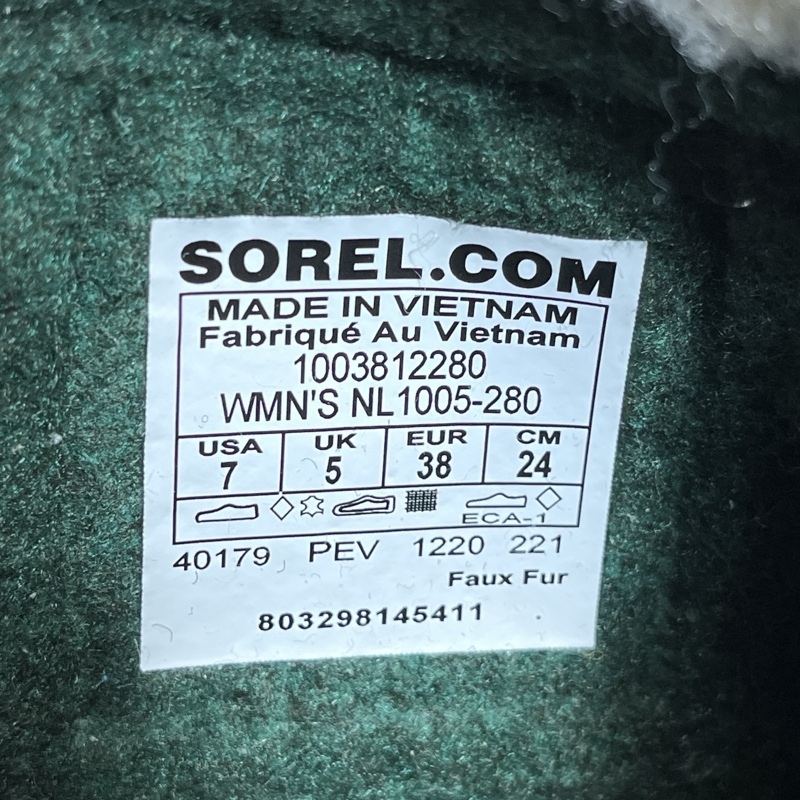 SOREL.COM
MADE IN VIETNAM
Fabriqué Au Vietnam
1003812280
WMN'S NL1005-280
USA UK EUR CM
7 5 38 24
ECA-1
40179 PEV 1220 221
Faux Fur
803298145411